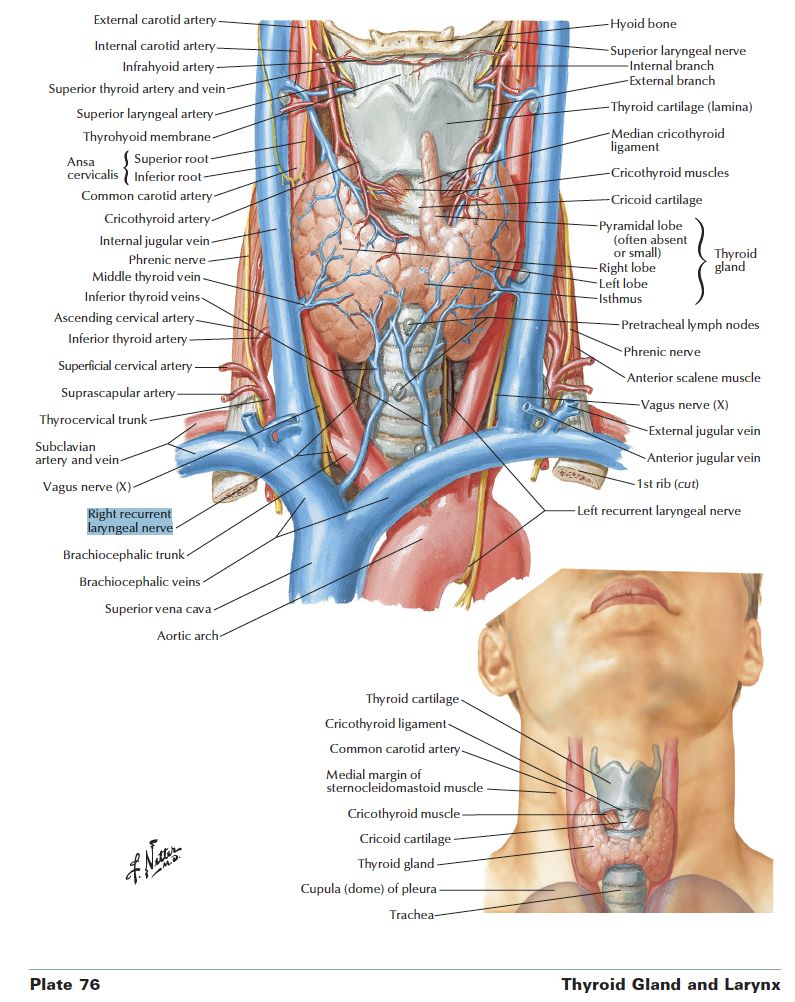 External carotid artery
Internal carotid artery
Infrahyoid artery
Superior thyroid artery and vein
Superior laryngeal artery
Thyrohyoid membrane
Ansa
cervicalis
Superior root
Inferior root
Common carotid artery
Cricothyroid artery
Internal jugular vein
Phrenic nerve
Middle thyroid vein
Inferior thyroid veins
Ascending cervical artery
Inferior thyroid artery
Superficial cervical artery
Suprascapular artery
Thyrocervical trunk
Subclavian
artery and vein
Vagus nerve (X)
Right recurrent
laryngeal nerve
Brachiocephalic trunk
Brachiocephalic veins
Superior vena cava
Aortic arch
Hyoid bone
Superior laryngeal nerve
Internal branch
External branch
Thyroid cartilage (lamina)
Median cricothyroid
ligament
Cricothyroid muscles
Cricoid cartilage
Pyramidal lobe
(often absent
or small)
Right lobe
Left lobe
Isthmus
Thyroid
gland
Pretracheal lymph nodes
Phrenic nerve
Anterior scalene muscle
Vagus nerve (X)
External jugular vein
Anterior jugular vein
1st rib (cut)
Left recurrent laryngeal nerve
Thyroid cartilage
Cricothyroid ligament
Common carotid artery
Medial margin of
sternocleidomastoid muscle
Cricothyroid muscle
Cricoid cartilage
Thyroid gland
Cupula (dome) of pleura
Trachea
F. Netter
M.D.
Plate 76
Thyroid Gland and Larynx